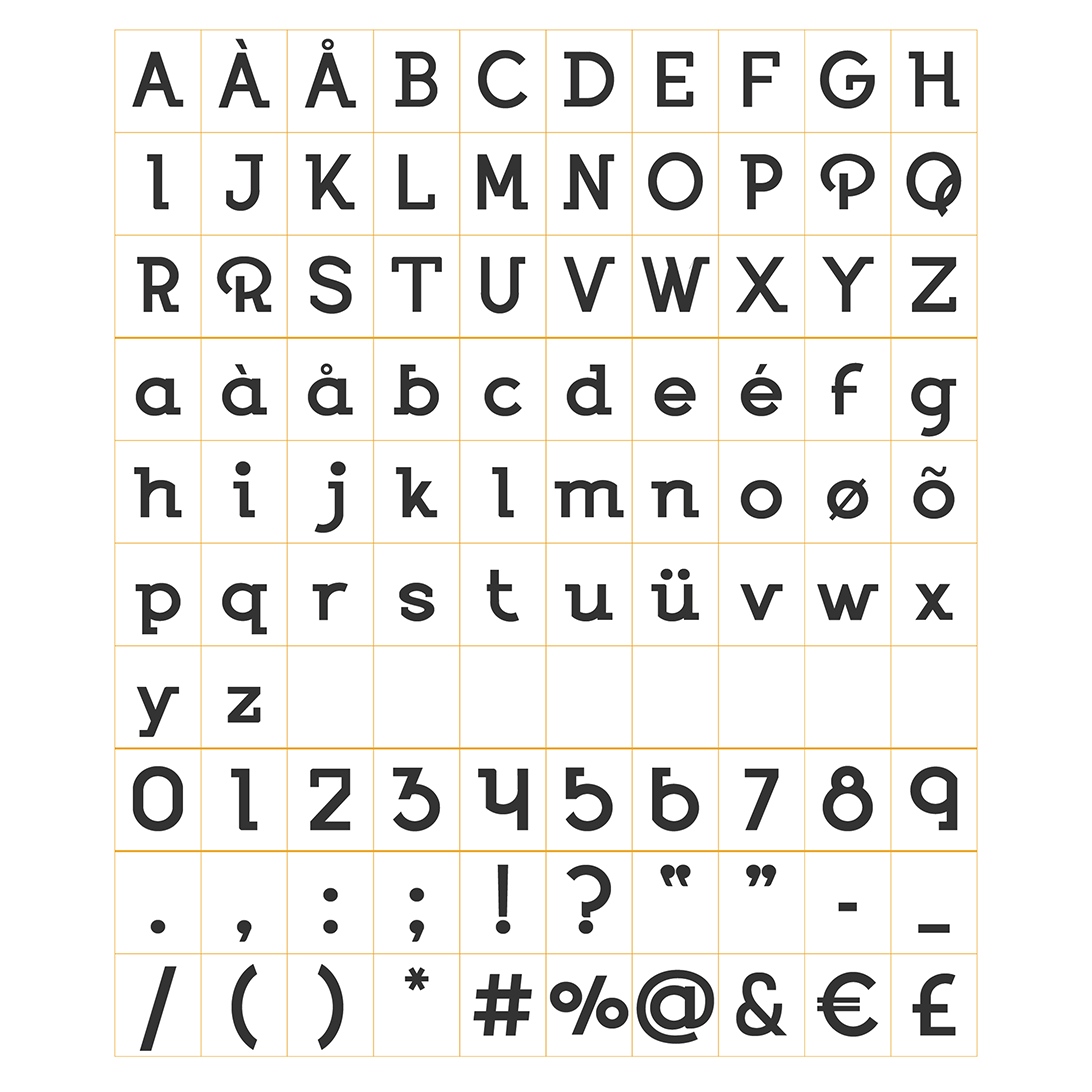 A À Å B C D E F G H
I J K L M N O P P Q
R R S T U V W X Y Z
a à å b c d e é f g
h i j k l m n o ø õ
p q r s t u ü v w x
y z
0 1 2 3 4 5 6 7 8 9
. , : ; ! ? ‟ ” - _
/ ( ) * # % @ & € £